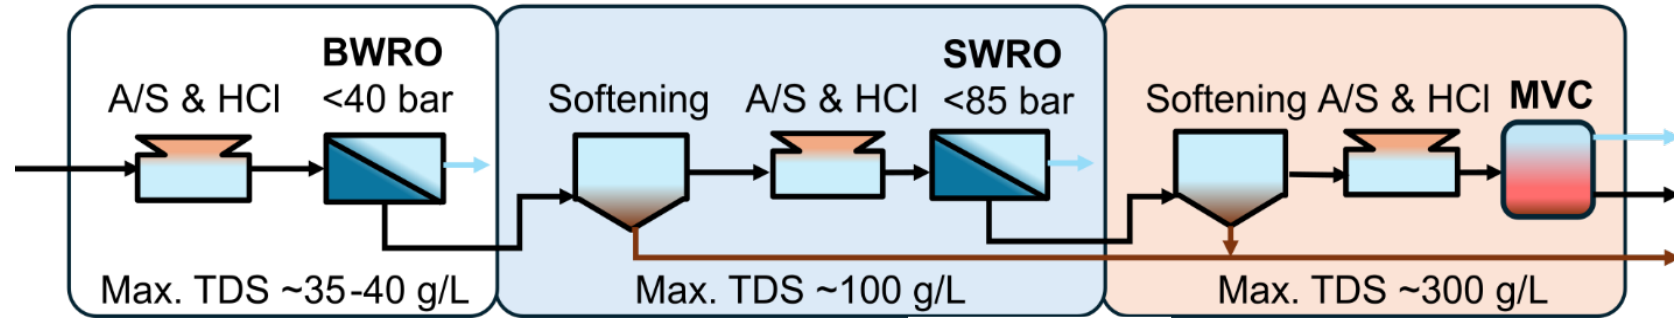 BWRO
A/S & HCl <40 bar
SWRO
Softening A/S & HCl <85 bar
Softening A/S & HCl MVC
Max. TDS ~35-40 g/L
Max. TDS ~100 g/L
Max. TDS ~300 g/L